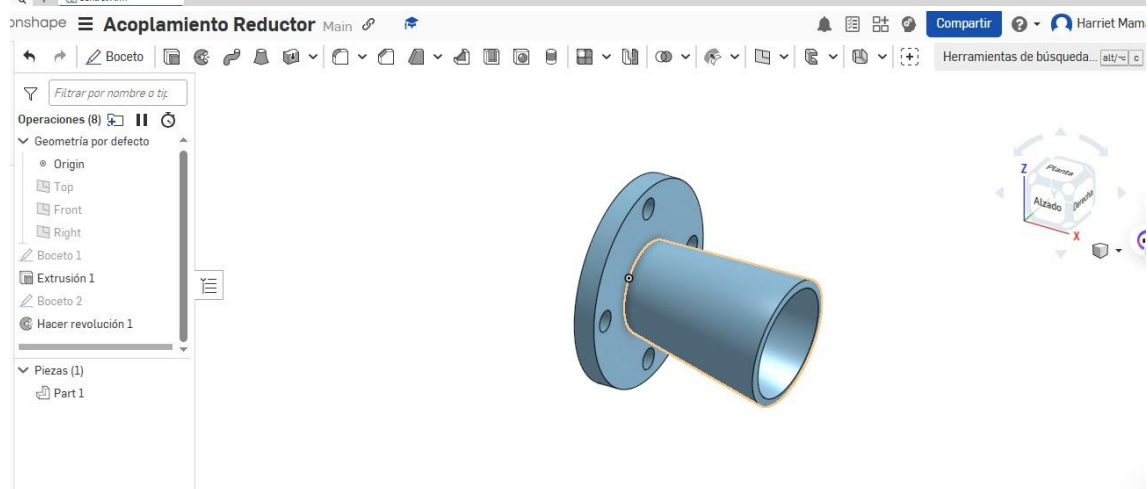 onshape Acoplamiento Reductor Main Compartir Harriet Mam
Boceto Herramientas de búsqueda... alt/⌥ c
Filtrar por nombre o tip
Operaciones (8)
Geometría por defecto
Origin
Top
Front
Right
Boceto 1
Extrusión 1
Boceto 2
Hacer revolución 1
Piezas (1)
Part 1
Z
Planta
Y
Alzado
Derecha
X